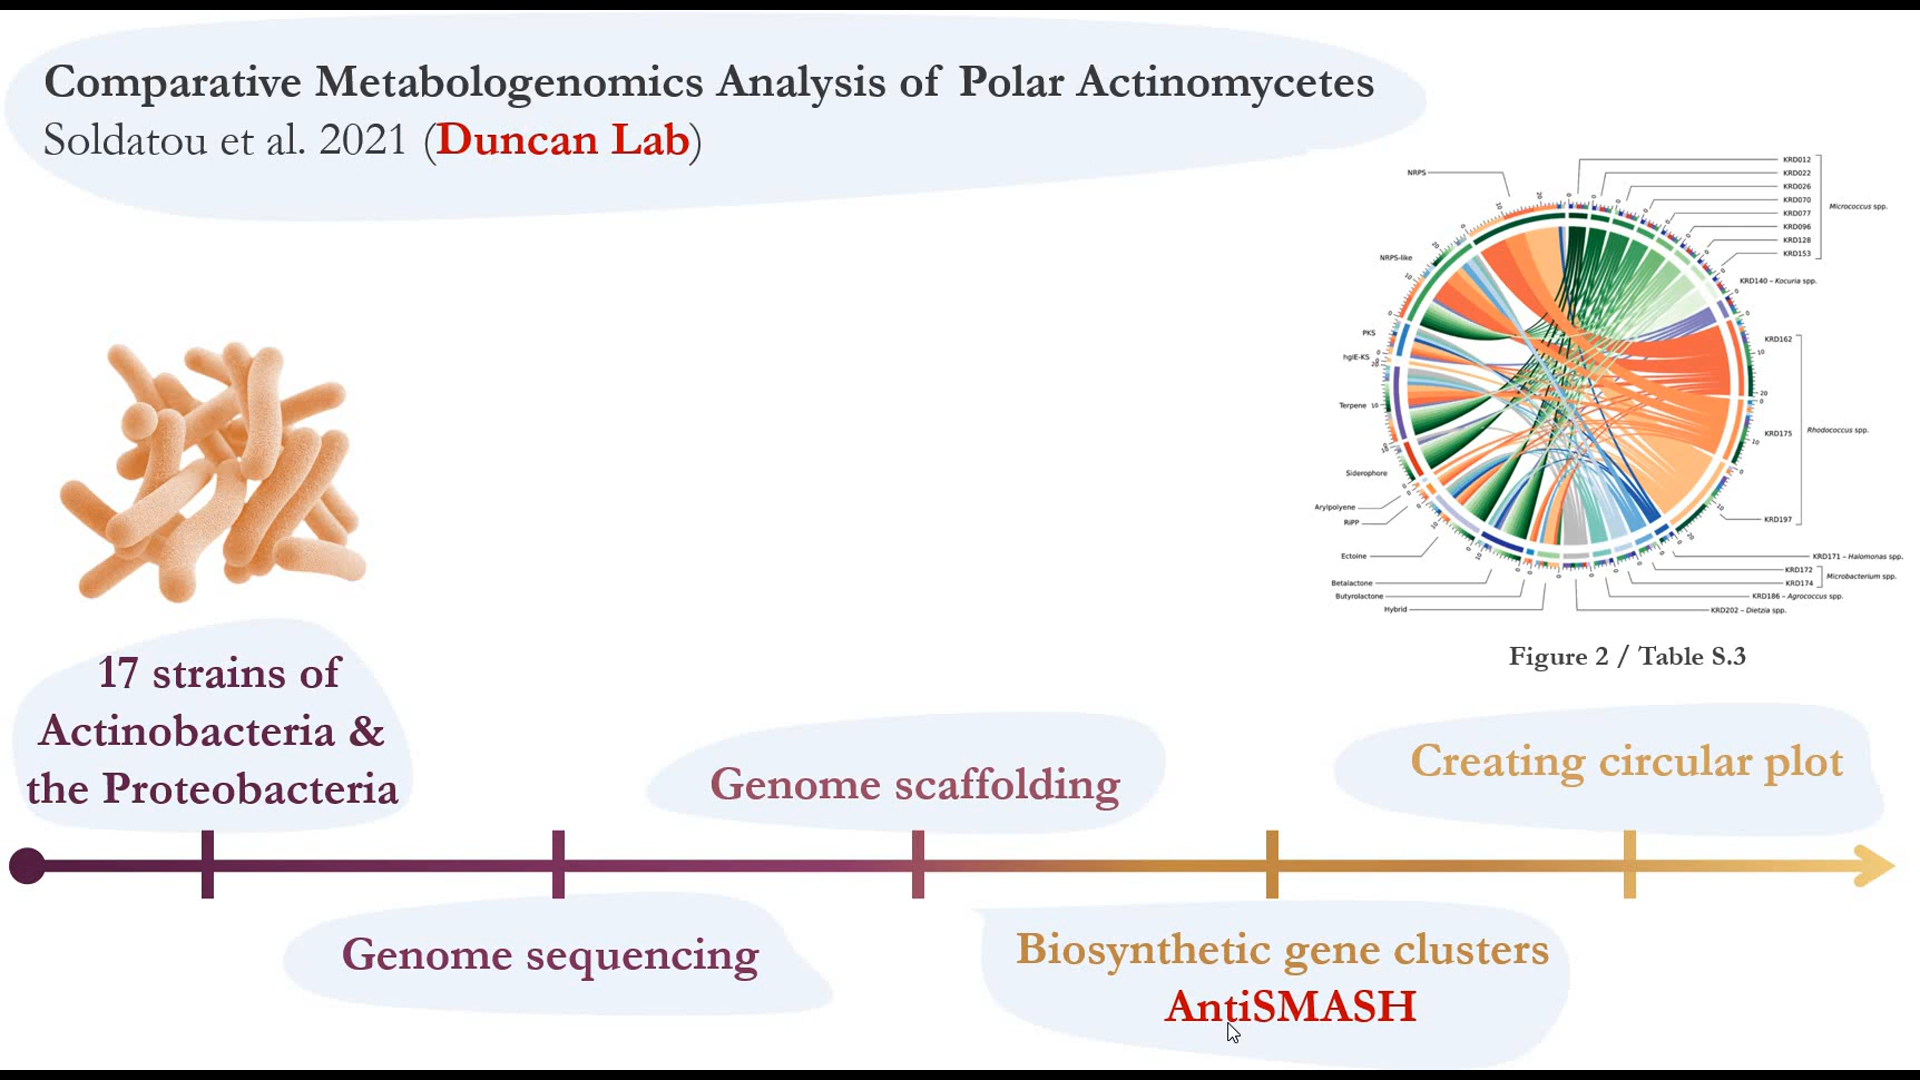 Comparative Metabologenomics Analysis of Polar Actinomycetes
Soldatou et al. 2021 (Duncan Lab)
KRD012
KRD022
KRD026
KRD070
KRD077
KRD096
KRD128
KRD153
Micrococcus spp.
KRD140 – Kocuria spp.
KRD162
KRD175
Rhodococcus spp.
KRD197
KRD171 – Halomonas spp.
KRD172
KRD174
Microbacterium spp.
KRD186 – Agrococcus spp.
KRD202 – Dietzia spp.
NRPS
NRPS-like
PKS
hglE-KS
Terpene
Siderophore
Arylpolyene
RiPP
Ectoine
Betalactone
Butyrolactone
Hybrid
Figure 2 / Table S.3
17 strains of
Actinobacteria &
the Proteobacteria
Genome sequencing
Genome scaffolding
Biosynthetic gene clusters
AntiSMASH
Creating circular plot